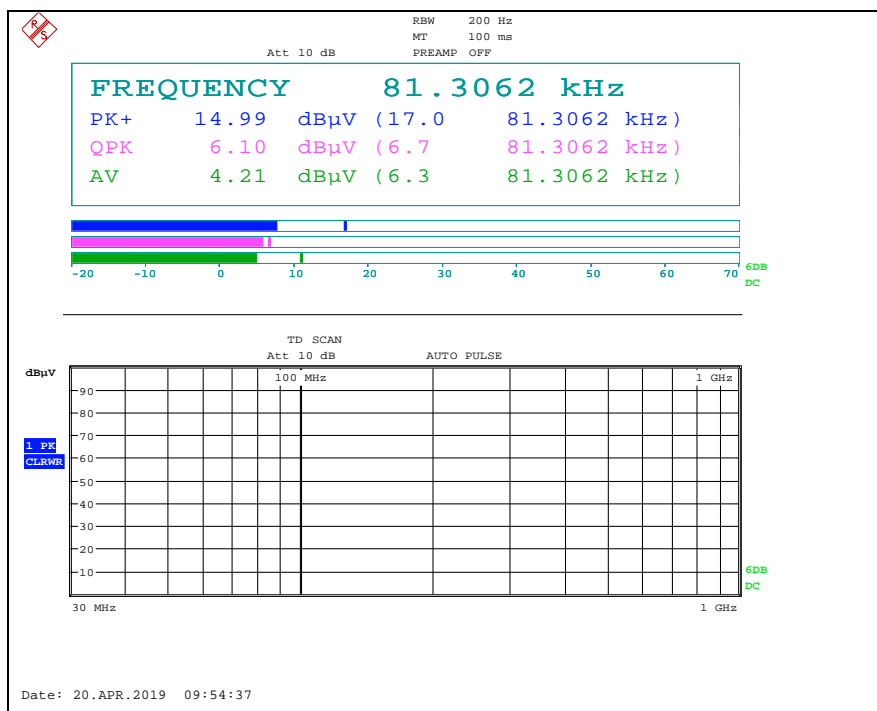 R S
RBW 200 Hz
MT 100 ms
Att 10 dB PREAMP OFF
FREQUENCY 81.3062 kHz
PK+ 14.99 dBµV (17.0 81.3062 kHz)
QPK 6.10 dBµV (6.7 81.3062 kHz)
AV 4.21 dBµV (6.3 81.3062 kHz)
-20 -10 0 10 20 30 40 50 60 70
6DB
DC
TD SCAN
Att 10 dB AUTO PULSE
dBµV
100 MHz 1 GHz
90
80
70
1 PK
CLRWR
60
50
40
30
20
10
6DB
DC
30 MHz 1 GHz
Date: 20.APR.2019 09:54:37